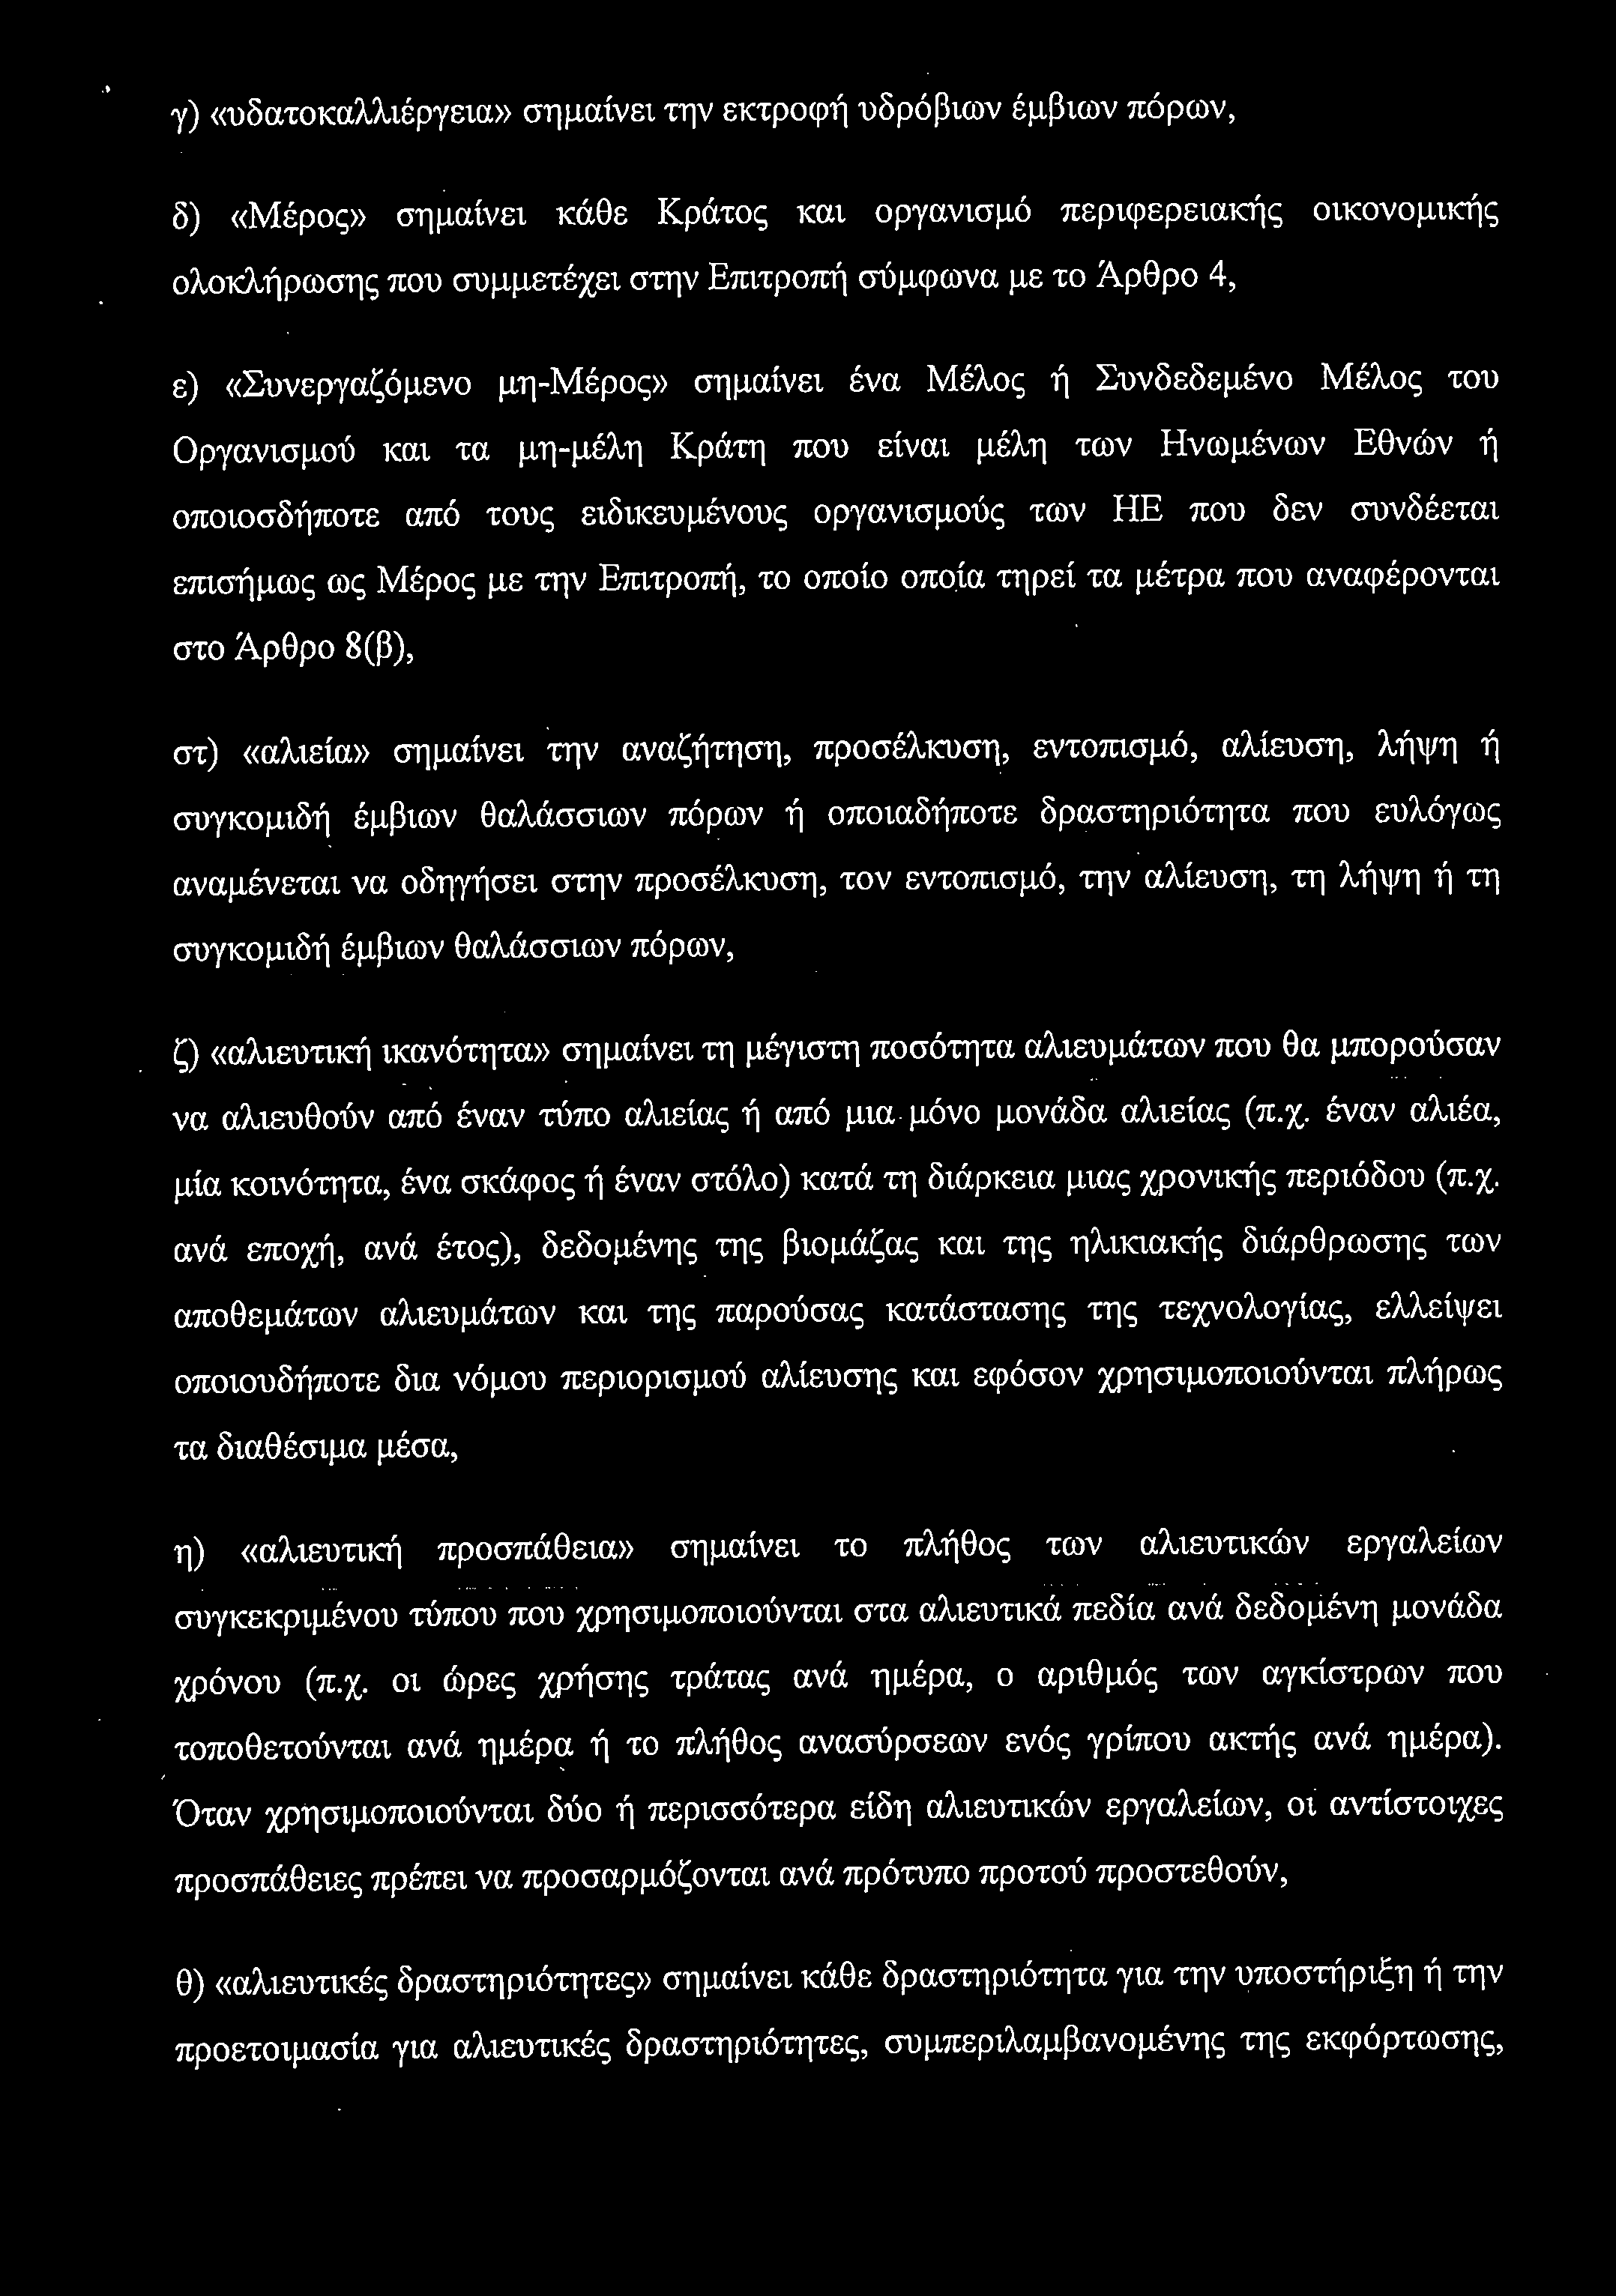 γ) «υδατοκαλλιέργεια» σημαίνει την εκτροφή υδρόβιων έμβιων πόρων,
δ) «Μέρος» σημαίνει κάθε Κράτος και οργανισμό περιφερειακής οικονομικής
ολοκλήρωσης που συμμετέχει στην Επιτροπή σύμφωνα με το Άρθρο 4,
ε) «Συνεργαζόμενο μη-Μέρος» σημαίνει ένα Μέλος ή Συνδεδεμένο Μέλος του
Οργανισμού και τα μη-μέλη Κράτη που είναι μέλη των Ηνωμένων Εθνών ή
οποιοσδήποτε από τους ειδικευμένους οργανισμούς των ΗΕ που δεν συνδέεται
επισήμως ως Μέρος με την Επιτροπή, το οποίο οποία τηρεί τα μέτρα που αναφέρονται
στο Άρθρο 8(β),
στ) «αλιεία» σημαίνει την αναζήτηση, προσέλκυση, εντοπισμό, αλίευση, λήψη ή
συγκομιδή έμβιων θαλάσσιων πόρων ή οποιαδήποτε δραστηριότητα που ευλόγως
αναμένεται να οδηγήσει στην προσέλκυση, τον εντοπισμό, την αλίευση, τη λήψη ή τη
συγκομιδή έμβιων θαλάσσιων πόρων,
ζ) «αλιευτική ικανότητα» σημαίνει τη μέγιστη ποσότητα αλιευμάτων που θα μπορούσαν
να αλιευθούν από έναν τύπο αλιείας ή από μια μόνο μονάδα αλιείας (π.χ. έναν αλιέα,
μία κοινότητα, ένα σκάφος ή έναν στόλο) κατά τη διάρκεια μιας χρονικής περιόδου (π.χ.
ανά εποχή, ανά έτος), δεδομένης της βιομάζας και της ηλικιακής διάρθρωσης των
αποθεμάτων αλιευμάτων και της παρούσας κατάστασης της τεχνολογίας, ελλείψει
οποιουδήποτε δια νόμου περιορισμού αλίευσης και εφόσον χρησιμοποιούνται πλήρως
τα διαθέσιμα μέσα,
η) «αλιευτική προσπάθεια» σημαίνει το πλήθος των αλιευτικών εργαλείων
συγκεκριμένου τύπου που χρησιμοποιούνται στα αλιευτικά πεδία ανά δεδομένη μονάδα
χρόνου (π.χ. οι ώρες χρήσης τράτας ανά ημέρα, ο αριθμός των αγκίστρων που
τοποθετούνται ανά ημέρα ή το πλήθος ανασύρσεων ενός γρίπου ακτής ανά ημέρα).
Όταν χρησιμοποιούνται δύο ή περισσότερα είδη αλιευτικών εργαλείων, οι αντίστοιχες
προσπάθειες πρέπει να προσαρμόζονται ανά πρότυπο προτού προστεθούν,
θ) «αλιευτικές δραστηριότητες» σημαίνει κάθε δραστηριότητα για την υποστήριξη ή την
προετοιμασία για αλιευτικές δραστηριότητες, συμπεριλαμβανομένης της εκφόρτωσης,